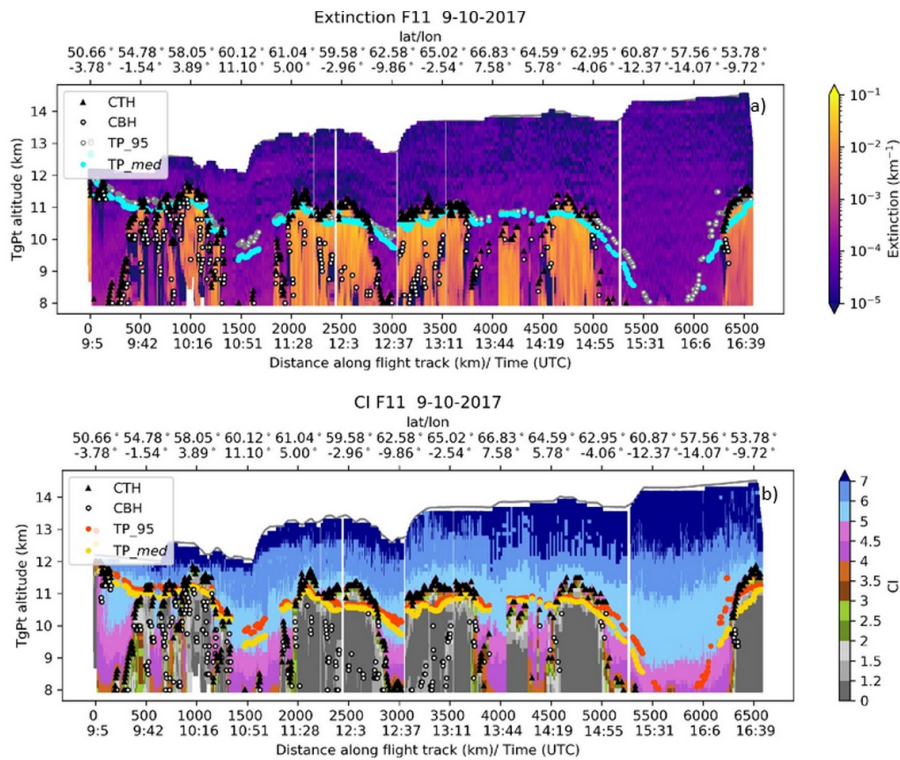 Extinction F11 9-10-2017
lat/lon
50.66° 54.78° 58.05° 60.12° 61.04° 59.58° 62.58° 65.02° 66.83° 64.59° 62.95° 60.87° 57.56° 53.78°
-3.78° -1.54° 3.89° 11.10° 5.00° -2.96° -9.86° -2.54° 7.58° 5.78° -4.06° -12.37° -14.07° -9.72°
a)
CTH
CBH
TP_95
TP_med
TgPt altitude (km)
14
13
12
11
10
9
8
0 500 1000 1500 2000 2500 3000 3500 4000 4500 5000 5500 6000 6500
9:5 9:42 10:16 10:51 11:28 12:3 12:37 13:11 13:44 14:19 14:55 15:31 16:6 16:39
Distance along flight track (km)/ Time (UTC)
10⁻¹
10⁻²
10⁻³
10⁻⁴
10⁻⁵
Extinction (km⁻¹)
CI F11 9-10-2017
lat/lon
50.66° 54.78° 58.05° 60.12° 61.04° 59.58° 62.58° 65.02° 66.83° 64.59° 62.95° 60.87° 57.56° 53.78°
-3.78° -1.54° 3.89° 11.10° 5.00° -2.96° -9.86° -2.54° 7.58° 5.78° -4.06° -12.37° -14.07° -9.72°
b)
CTH
CBH
TP_95
TP_med
TgPt altitude (km)
14
13
12
11
10
9
8
0 500 1000 1500 2000 2500 3000 3500 4000 4500 5000 5500 6000 6500
9:5 9:42 10:16 10:51 11:28 12:3 12:37 13:11 13:44 14:19 14:55 15:31 16:6 16:39
Distance along flight track (km)/ Time (UTC)
7
6
5
4.5
4
3.5
3
2.5
2
1.5
1.2
0
CI